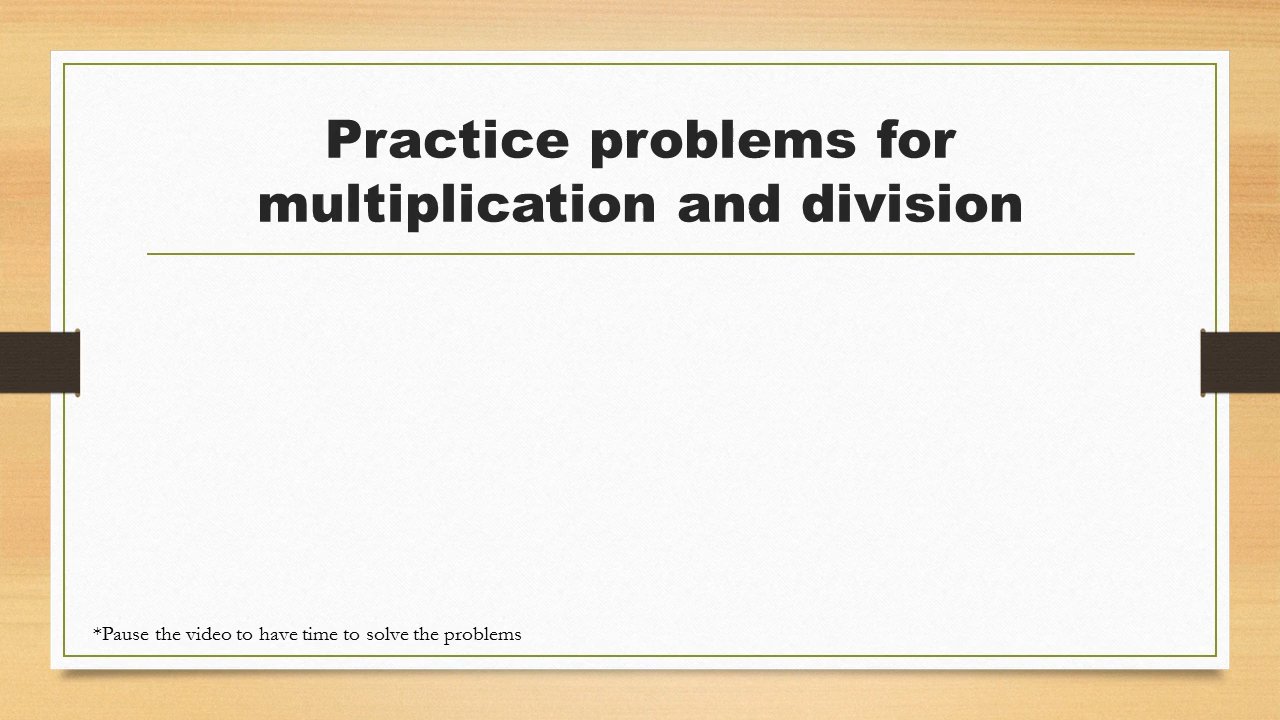 Practice problems for
multiplication and division
*Pause the video to have time to solve the problems